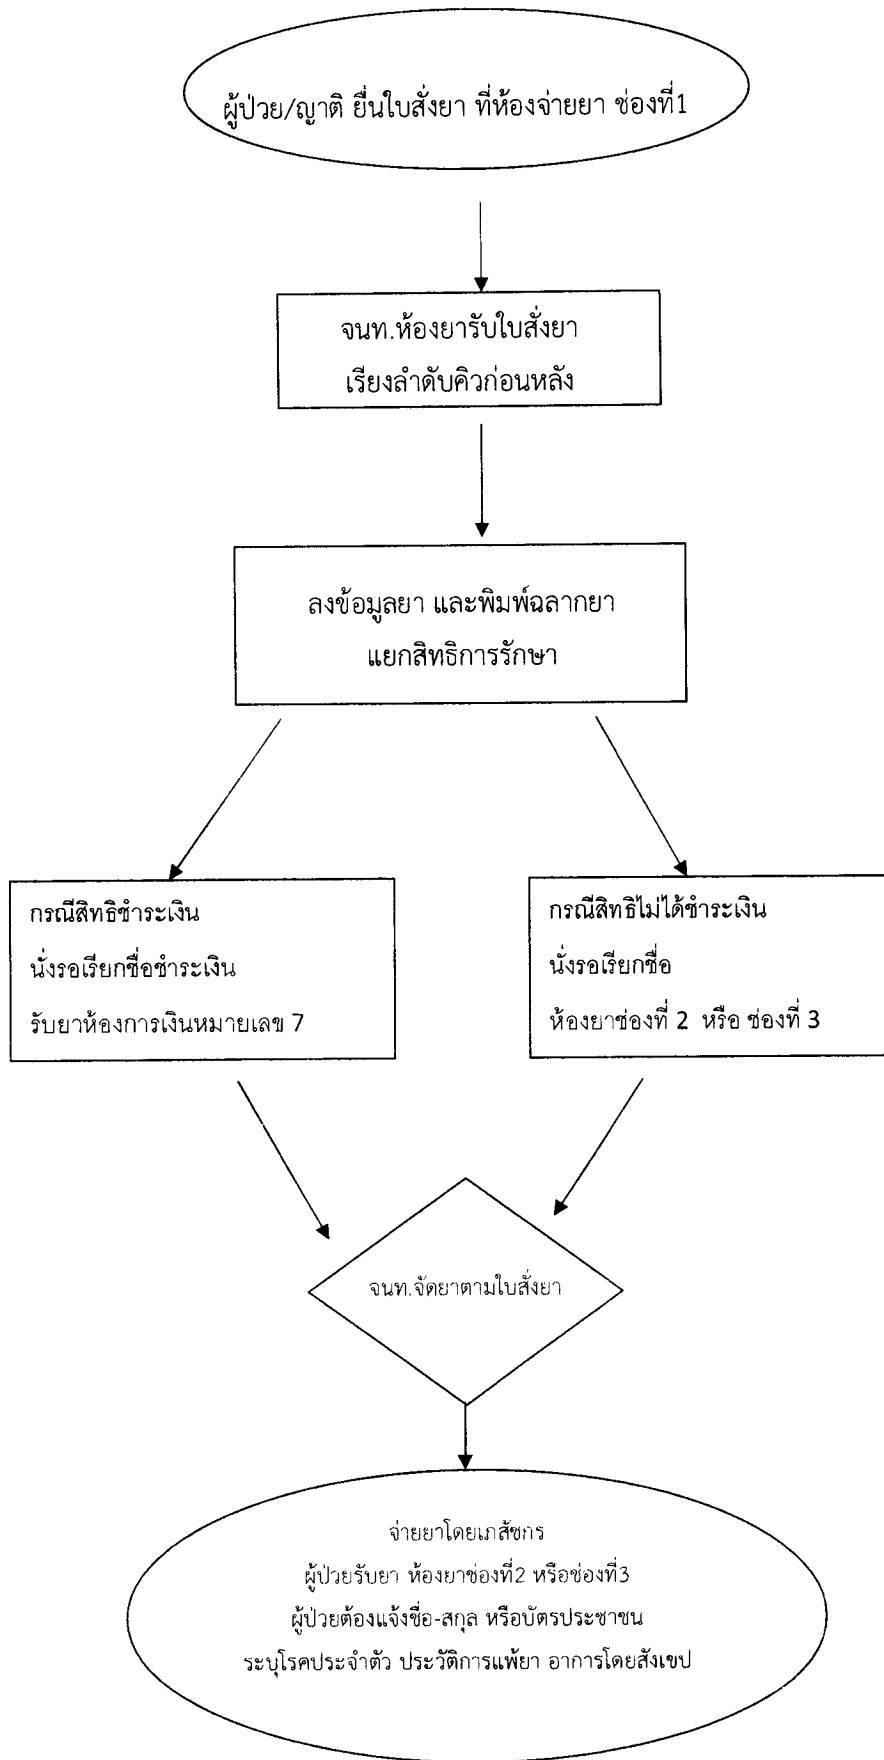 ผู้ป่วย/ญาติ ยื่นใบสั่งยา ที่ห้องจ่ายยา ช่องที่1
จนท.ห้องยารับใบสั่งยา
เรียงลำดับคิวก่อนหลัง
ลงข้อมูลยา และพิมพ์ฉลากยา
แยกสิทธิการรักษา
กรณีสิทธิชำระเงิน
นั่งรอเรียกชื่อชำระเงิน
รับยาห้องการเงินหมายเลข 7
กรณีสิทธิไม่ได้ชำระเงิน
นั่งรอเรียกชื่อ
ห้องยาช่องที่ 2 หรือ ช่องที่ 3
จนท.จัดยาตามใบสั่งยา
จ่ายยาโดยเภสัชกร
ผู้ป่วยรับยา ห้องยาช่องที่2 หรือช่องที่3
ผู้ป่วยต้องแจ้งชื่อ-สกุล หรือบัตรประชาชน
ระบุโรคประจำตัว ประวัติการแพ้ยา อาการโดยสังเขป